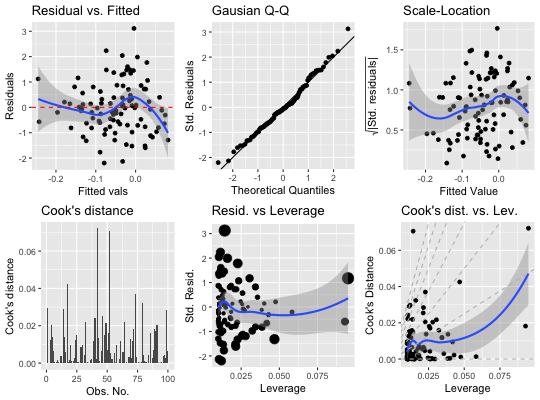 Residual vs. Fitted
Gausian Q-Q
Scale-Location
Residuals
3
2
1
0
-1
-2
-0.2
-0.1
0.0
Fitted vals
Std. Residuals
3
2
1
0
-1
-2
-2
-1
0
1
2
Theoretical Quantiles
√|Std. residuals|
1.5
1.0
0.5
-0.2
-0.1
0.0
Fitted Value
Cook's distance
Resid. vs Leverage
Cook's dist. vs. Lev.
Cook's distance
0.06
0.04
0.02
0.00
0
25
50
75
100
Obs. No.
Std. Resid.
3
2
1
0
-1
-2
0.025
0.050
0.075
Leverage
Cook's Distance
0.06
0.04
0.02
0.00
0.025
0.050
0.075
Leverage